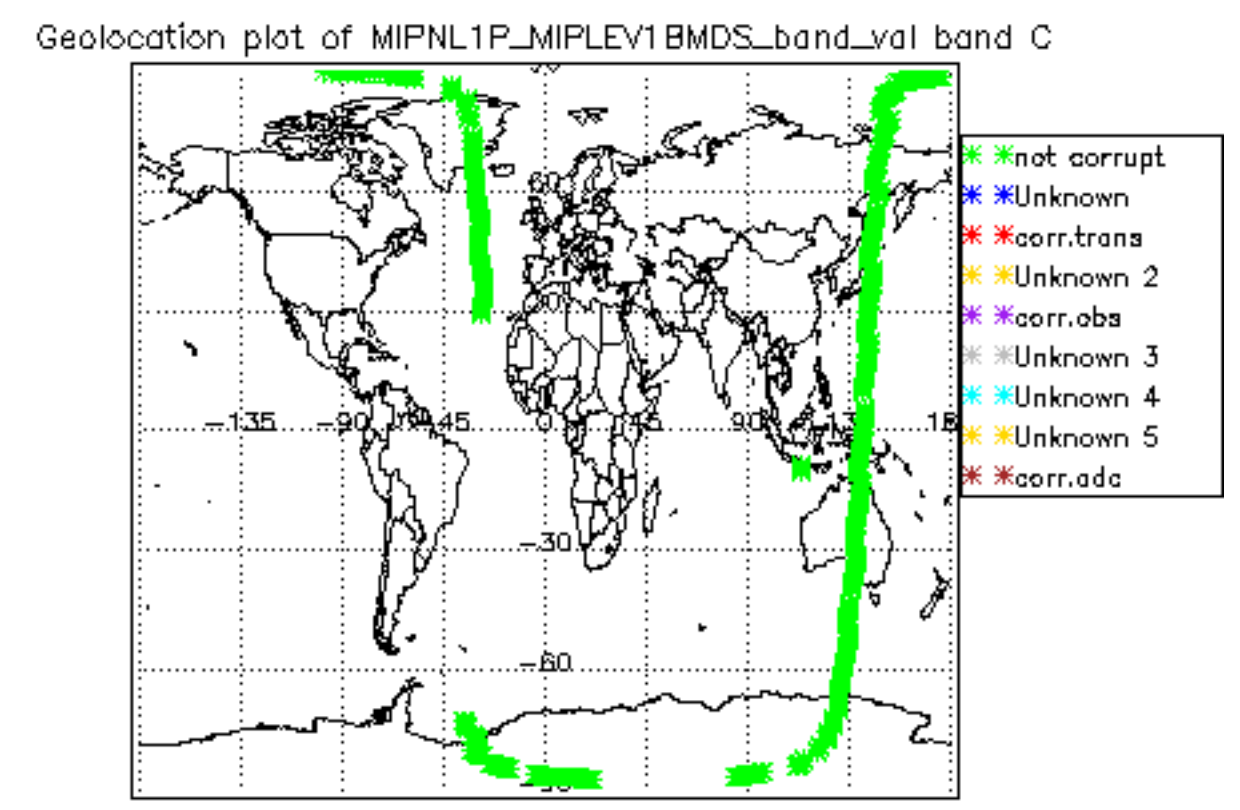 Geolocation plot of MIPNL1P_MIPLEV1BMDS_band_val band C
not corrupt
60
Unknown
corr.trans
Unknown 2
corr.obs
Unknown 3
Unknown 4
-135 -90 45 0 45 90
Unknown 5
corr.adc
-30
-60